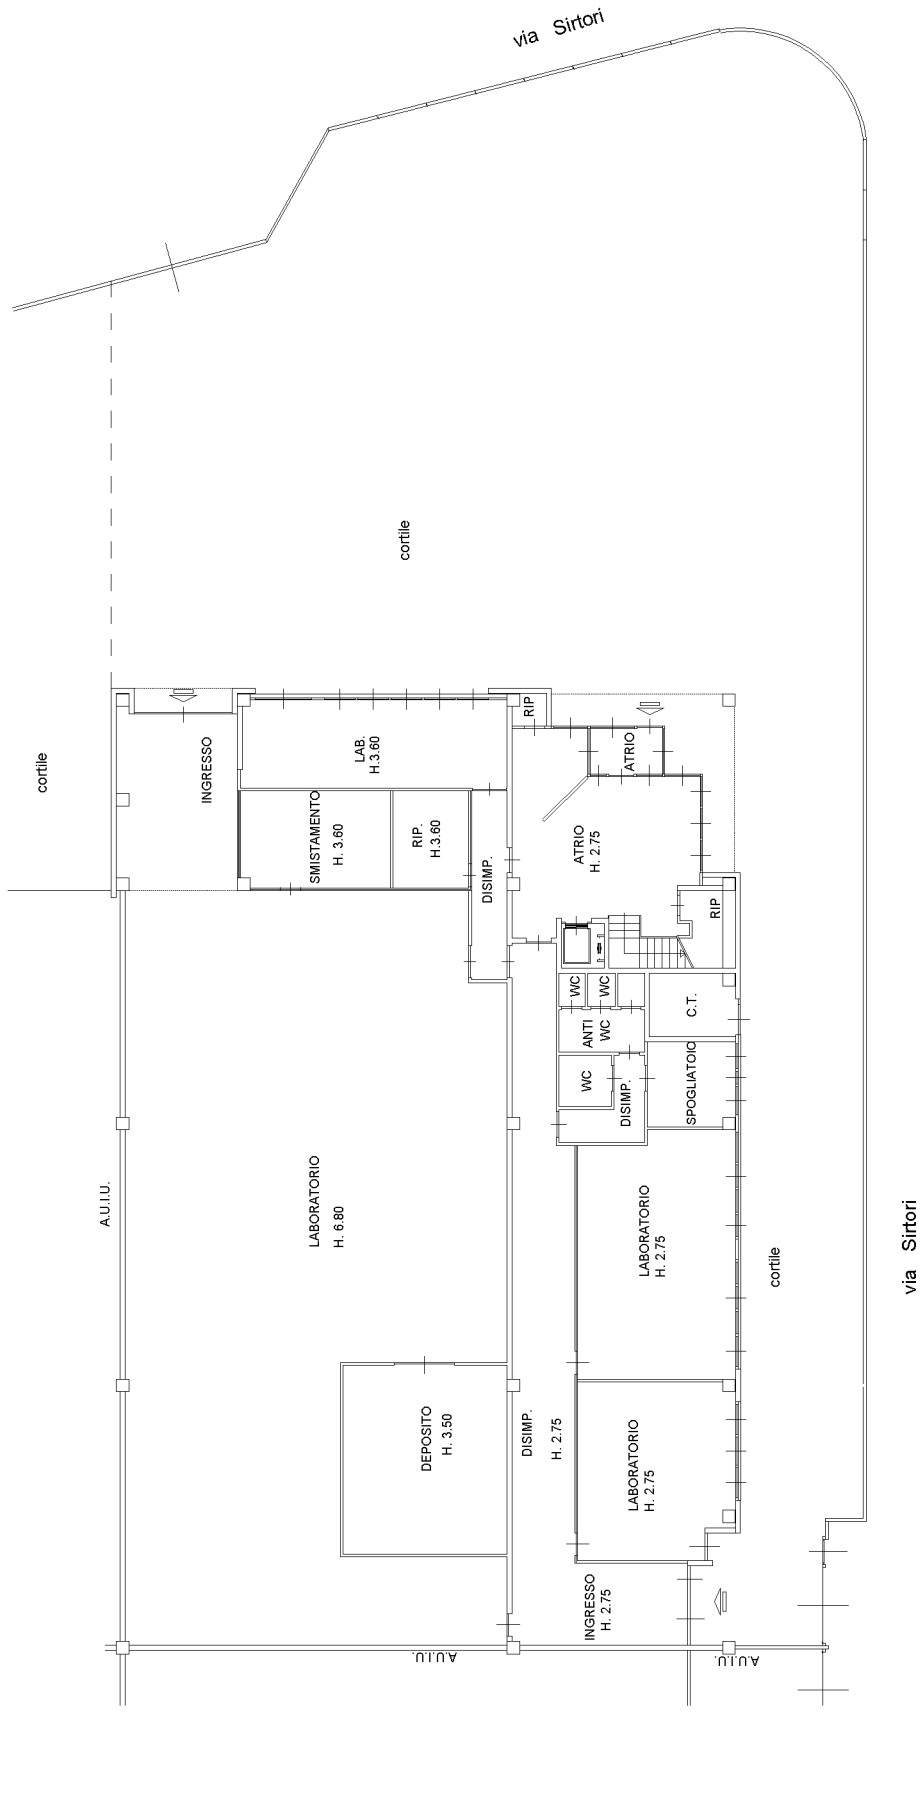 via Sirtori
cortile
cortile
INGRESSO
LAB.
H.3.60
RIP
ATRIO
SMISTAMENTO
H. 3.60
RIP.
H.3.60
DISIMP.
ATRIO
H. 2.75
RIP
WC
WC
ANTI
WC
C.T.
WC
DISIMP.
SPOGLIATOIO
A.U.I.U.
LABORATORIO
H. 6.80
LABORATORIO
H. 2.75
cortile
via Sirtori
DEPOSITO
H. 3.50
DISIMP.
H. 2.75
LABORATORIO
H. 2.75
INGRESSO
H. 2.75
A.U.I.U.
A.U.I.U.